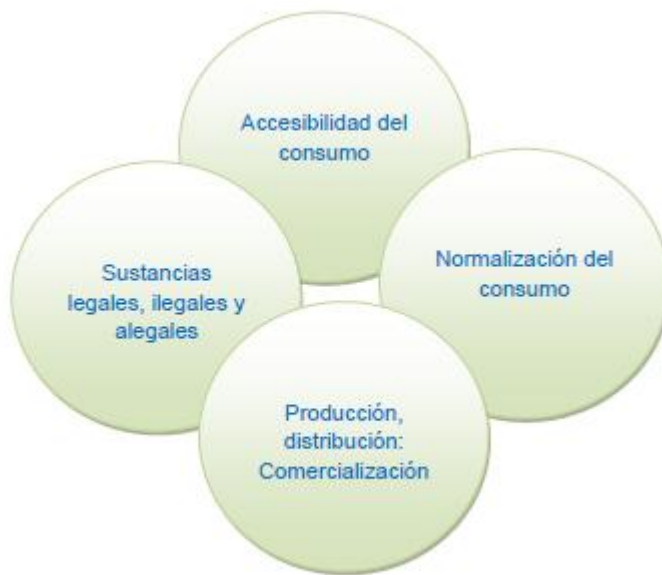 Accesibilidad del
consumo
Sustancias
legales, ilegales y
alegales
Normalización del
consumo
Producción,
distribución:
Comercialización